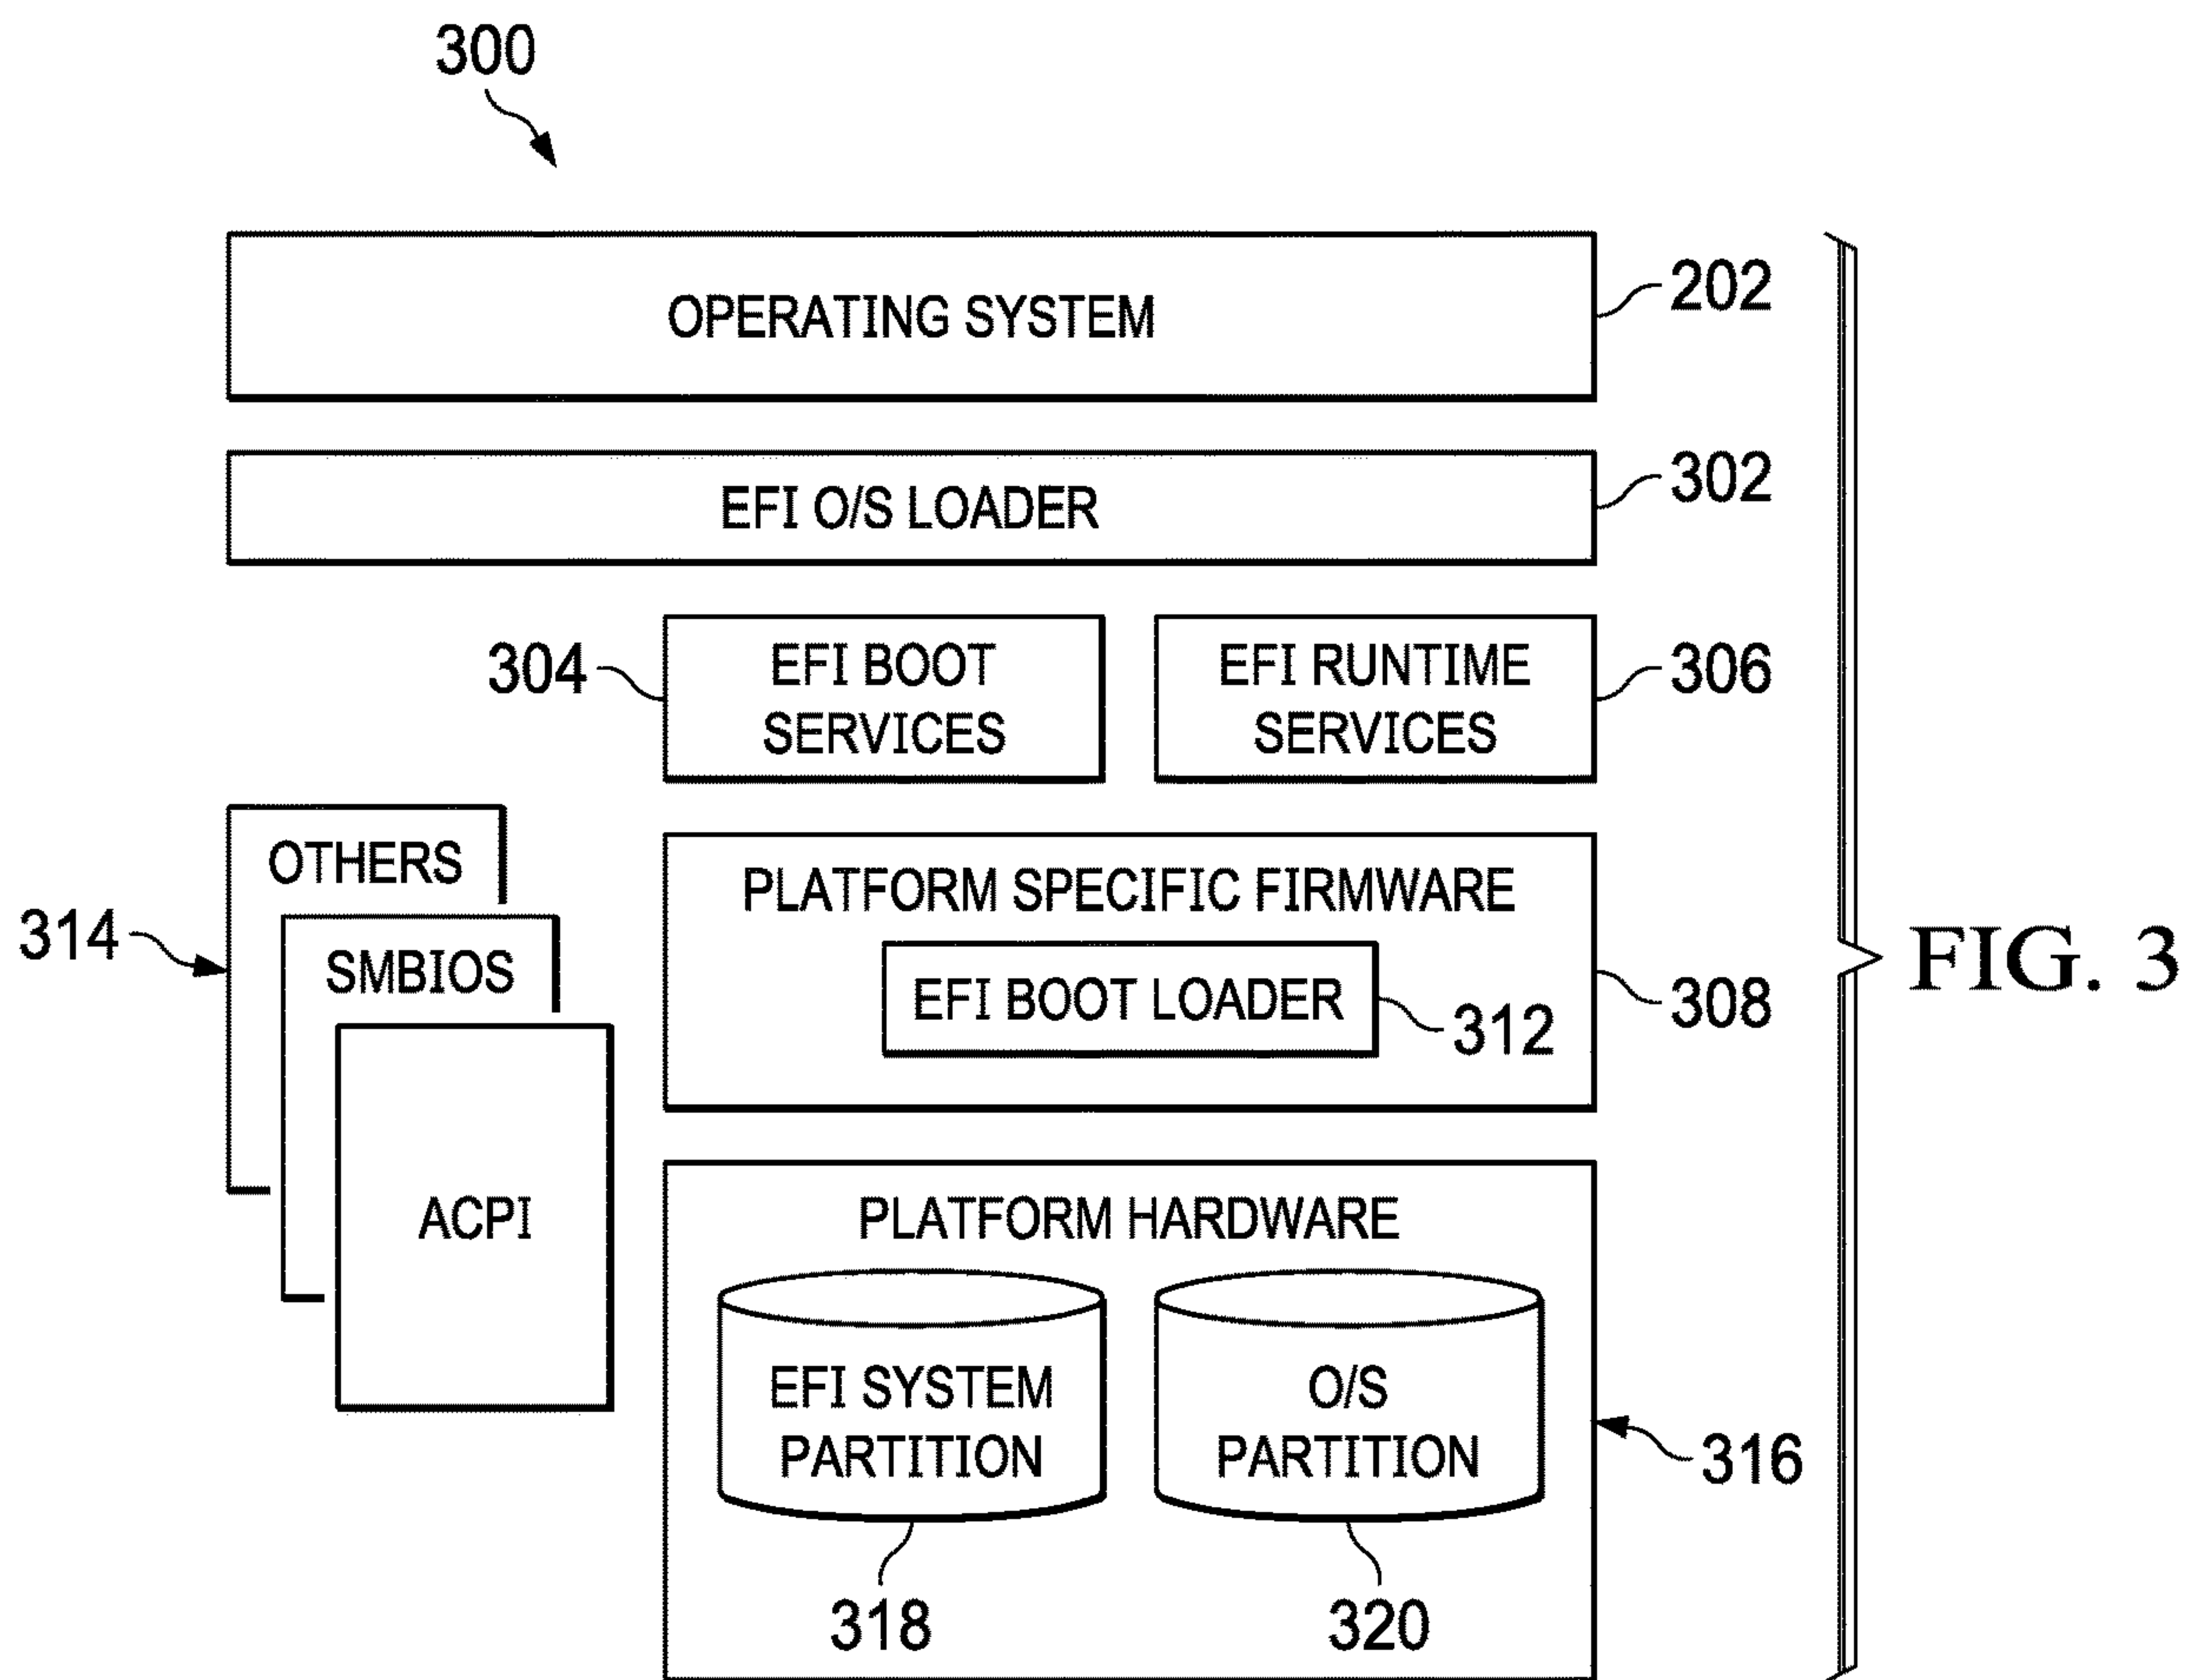 300
OPERATING SYSTEM
202
EFI O/S LOADER
302
304
EFI BOOT
SERVICES
EFI RUNTIME
SERVICES
306
OTHERS
SMBIOS
ACPI
314
PLATFORM SPECIFIC FIRMWARE
EFI BOOT LOADER
312
308
FIG. 3
PLATFORM HARDWARE
EFI SYSTEM
PARTITION
O/S
PARTITION
316
318
320